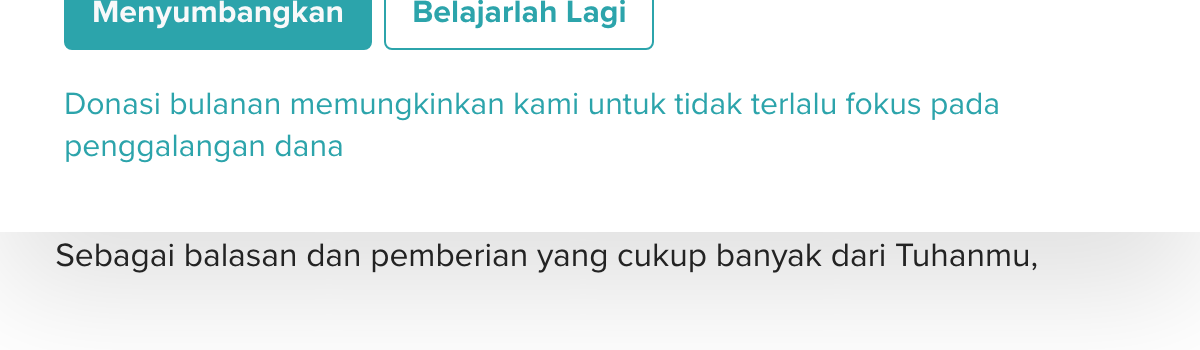 Menyumbangkan
Belajarlah Lagi
Donasi bulanan memungkinkan kami untuk tidak terlalu fokus pada
penggalangan dana
Sebagai balasan dan pemberian yang cukup banyak dari Tuhanmu,